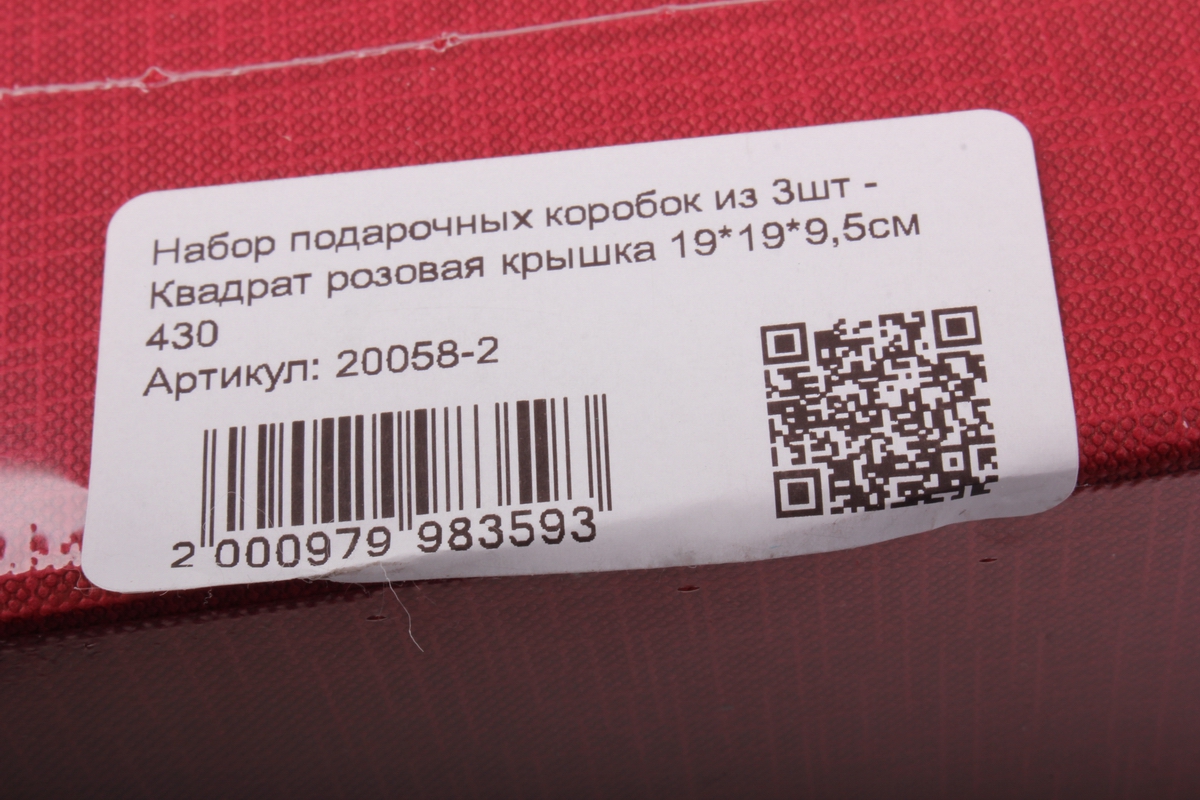 Набор подарочных коробок из 3шт -
Квадрат розовая крышка 19*19*9,5см
430
Артикул: 20058-2
2 000979 983593